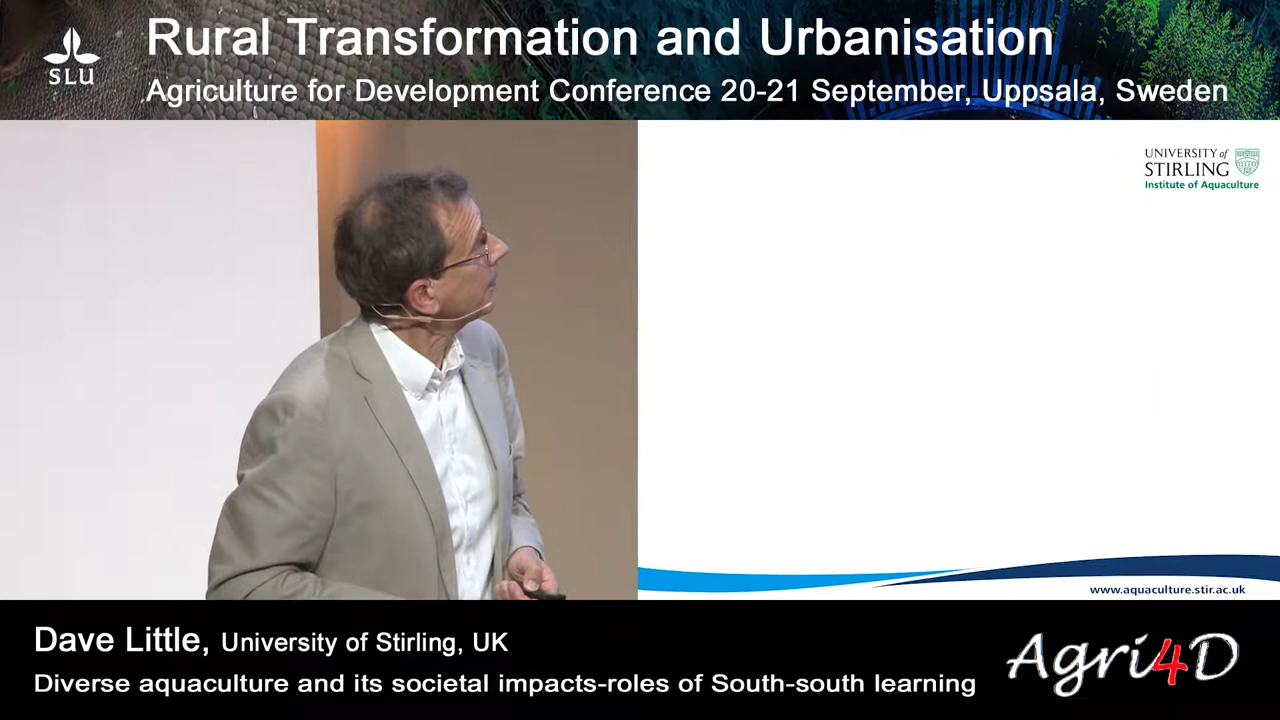 SLU
Rural Transformation and Urbanisation
Agriculture for Development Conference 20-21 September, Uppsala, Sweden
UNIVERSITY of
STIRLING
Institute of Aquaculture
www.aquaculture.stir.ac.uk
Dave Little, University of Stirling, UK
Diverse aquaculture and its societal impacts-roles of South-south learning
Agri4D